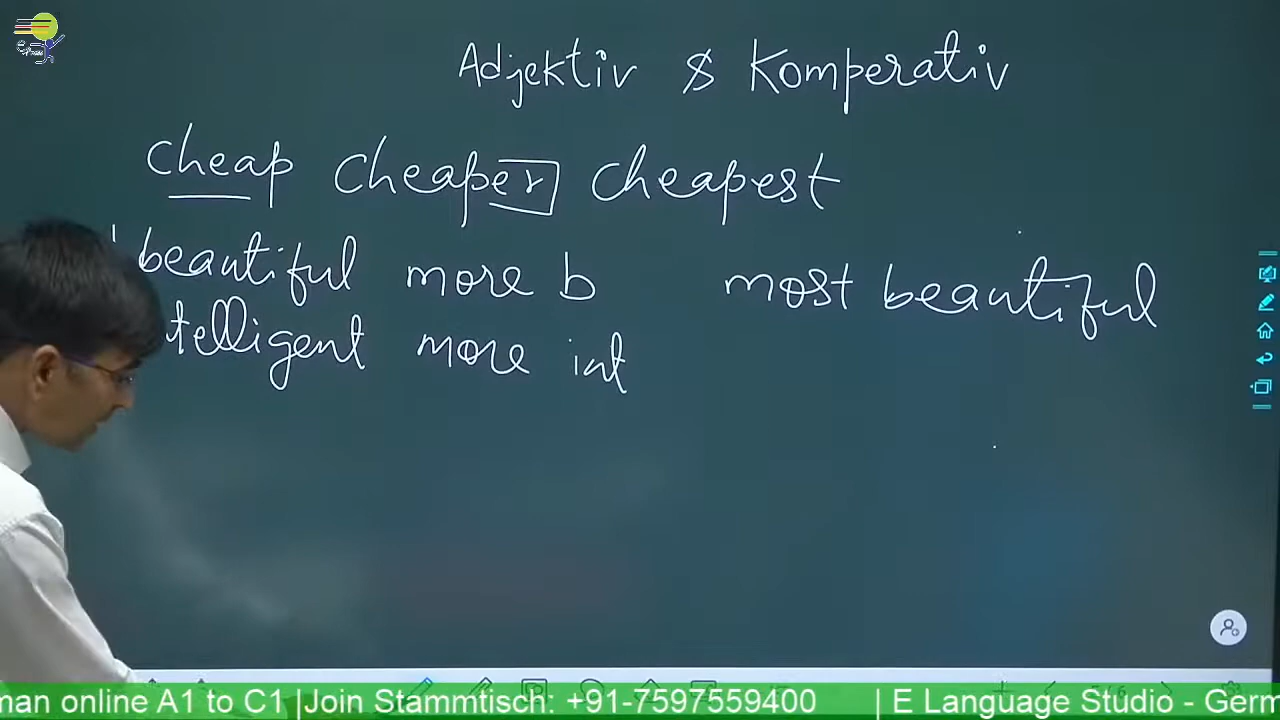 Adjektiv & Komperativ
cheap cheaper cheapest
beautiful more b most beautiful
telligent more int
man online A1 to C1 |Join Stammtisch: +91-7597559400 | E Language Studio - Germ